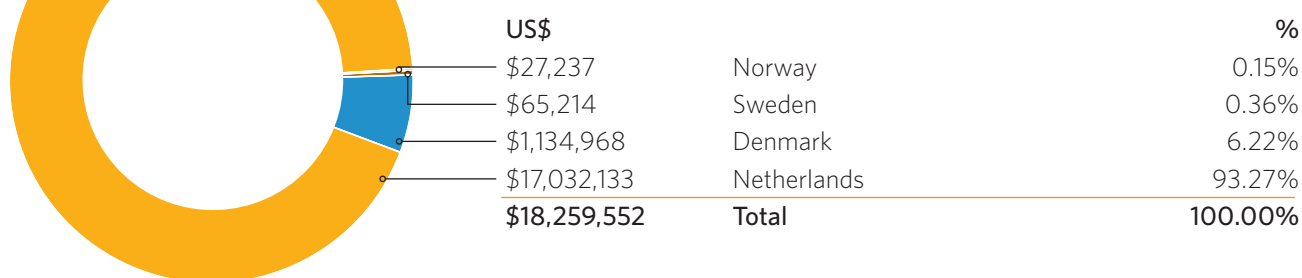 US$ %
$27,237 Norway 0.15%
$65,214 Sweden 0.36%
$1,134,968 Denmark 6.22%
$17,032,133 Netherlands 93.27%
$18,259,552 Total 100.00%